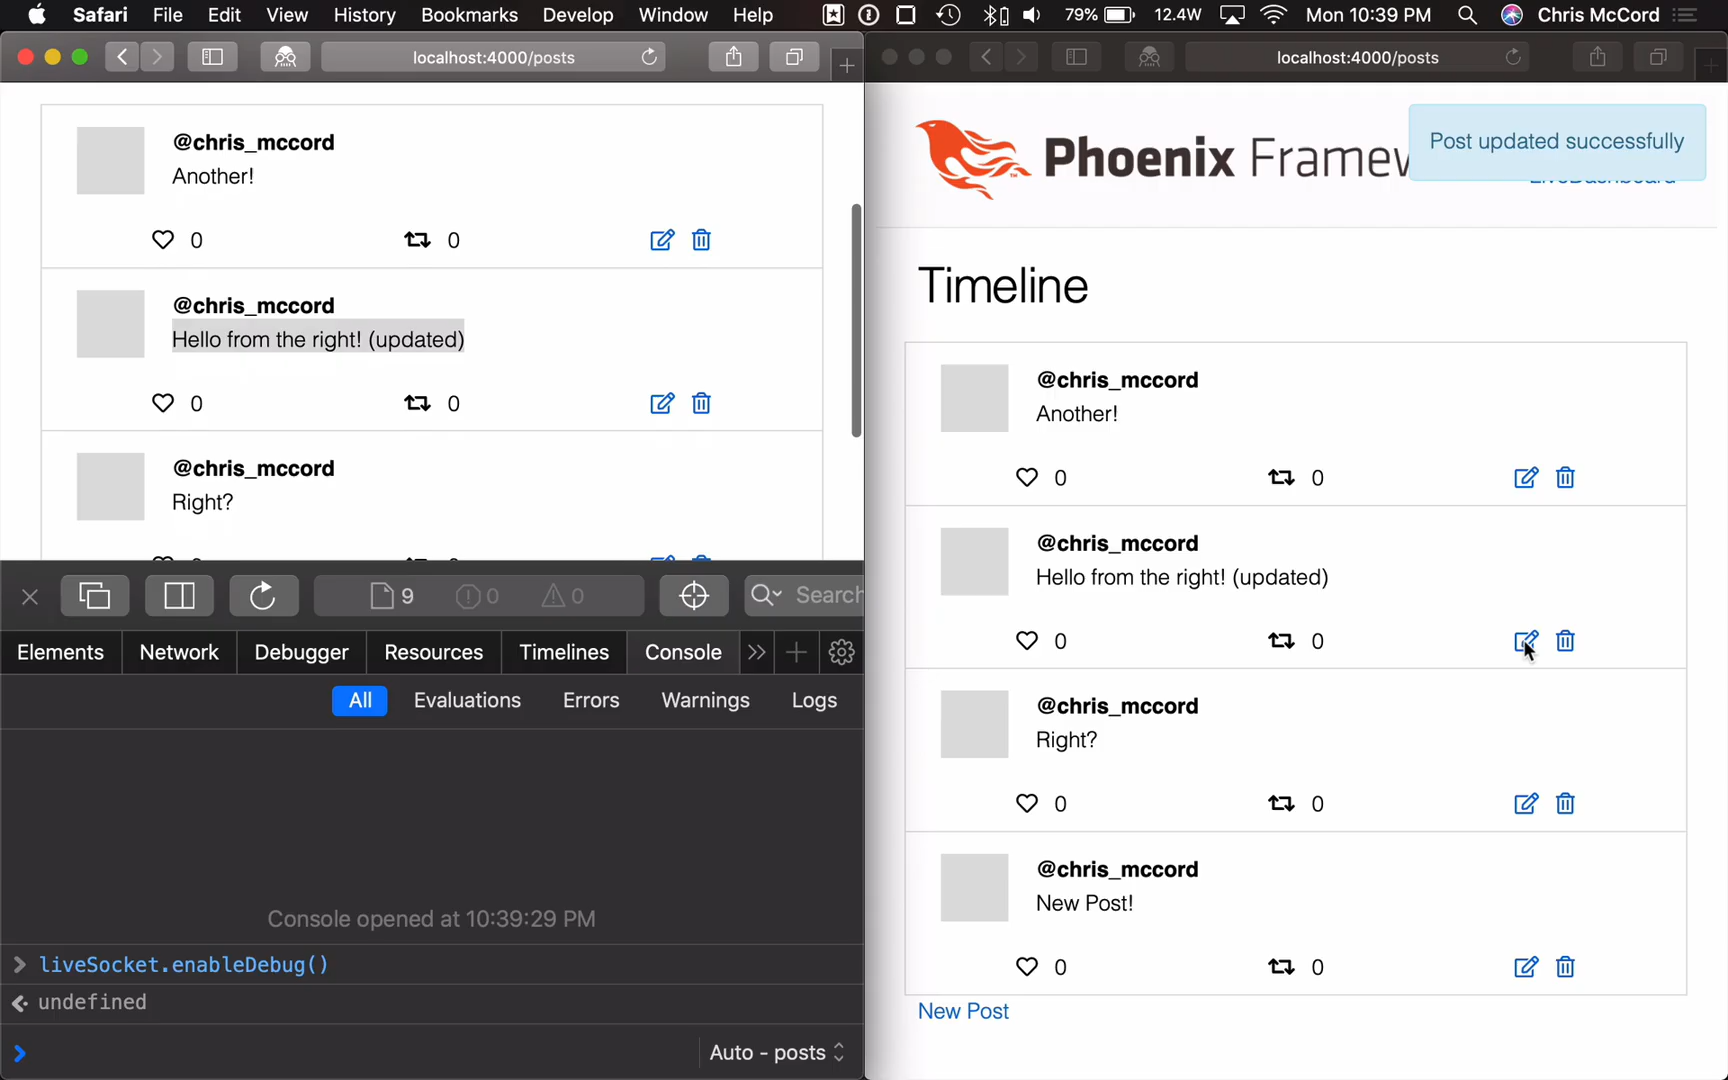 Safari File Edit View History Bookmarks Develop Window Help 79% 12.4W Mon 10:39 PM Chris McCord
localhost:4000/posts
@chris_mccord
Another!
0 0
@chris_mccord
Hello from the right! (updated)
0 0
@chris_mccord
Right?
9 0 0 Search
Elements Network Debugger Resources Timelines Console
All Evaluations Errors Warnings Logs
Console opened at 10:39:29 PM
liveSocket.enableDebug()
undefined
Auto - posts
localhost:4000/posts
Phoenix Framew
Post updated successfully
LiveDashboard
Timeline
@chris_mccord
Another!
0 0
@chris_mccord
Hello from the right! (updated)
0 0
@chris_mccord
Right?
0 0
@chris_mccord
New Post!
0 0
New Post